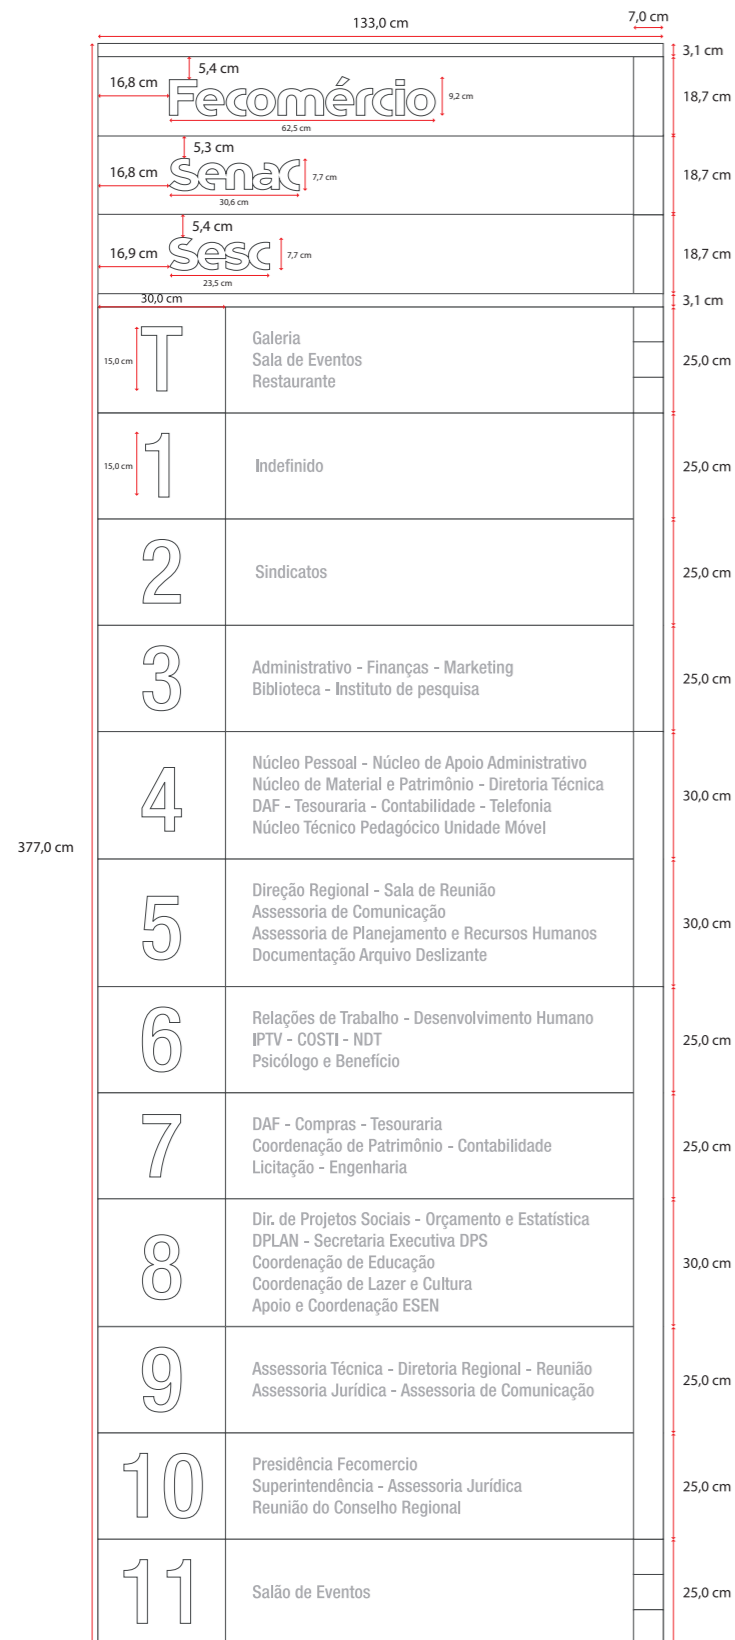 133,0 cm
7,0 cm
3,1 cm
5,4 cm
16,8 cm
Fecomércio
9,2 cm
18,7 cm
62,5 cm
5,3 cm
16,8 cm
Senac
7,7 cm
18,7 cm
30,6 cm
5,4 cm
16,9 cm
Sesc
7,7 cm
18,7 cm
23,5 cm
30,0 cm
3,1 cm
15,0 cm
T
Galeria
Sala de Eventos
Restaurante
25,0 cm
15,0 cm
1
Indefinido
25,0 cm
2
Sindicatos
25,0 cm
3
Administrativo - Finanças - Marketing
Biblioteca - Instituto de pesquisa
25,0 cm
4
Núcleo Pessoal - Núcleo de Apoio Administrativo
Núcleo de Material e Patrimônio - Diretoria Técnica
DAF - Tesouraria - Contabilidade - Telefonia
Núcleo Técnico Pedagócico Unidade Móvel
30,0 cm
377,0 cm
5
Direção Regional - Sala de Reunião
Assessoria de Comunicação
Assessoria de Planejamento e Recursos Humanos
Documentação Arquivo Deslizante
30,0 cm
6
Relações de Trabalho - Desenvolvimento Humano
IPTV - COSTI - NDT
Psicólogo e Benefício
25,0 cm
7
DAF - Compras - Tesouraria
Coordenação de Patrimônio - Contabilidade
Licitação - Engenharia
25,0 cm
8
Dir. de Projetos Sociais - Orçamento e Estatística
DPLAN - Secretaria Executiva DPS
Coordenação de Educação
Coordenação de Lazer e Cultura
Apoio e Coordenação ESEN
30,0 cm
9
Assessoria Técnica - Diretoria Regional - Reunião
Assessoria Jurídica - Assessoria de Comunicação
25,0 cm
10
Presidência Fecomercio
Superintendência - Assessoria Jurídica
Reunião do Conselho Regional
25,0 cm
11
Salão de Eventos
25,0 cm